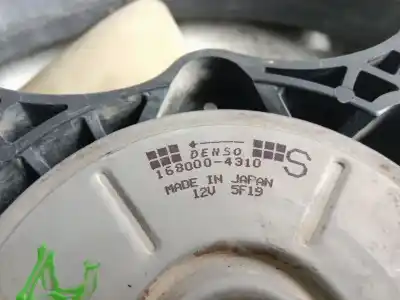 DENSO
168000-4310 S
MADE IN JAPAN
12V 5F19